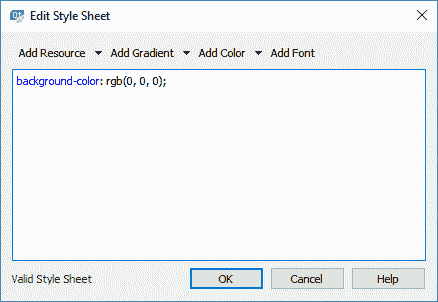 Edit Style Sheet
Add Resource Add Gradient Add Color Add Font
background-color: rgb(0, 0, 0);
Valid Style Sheet OK Cancel Help